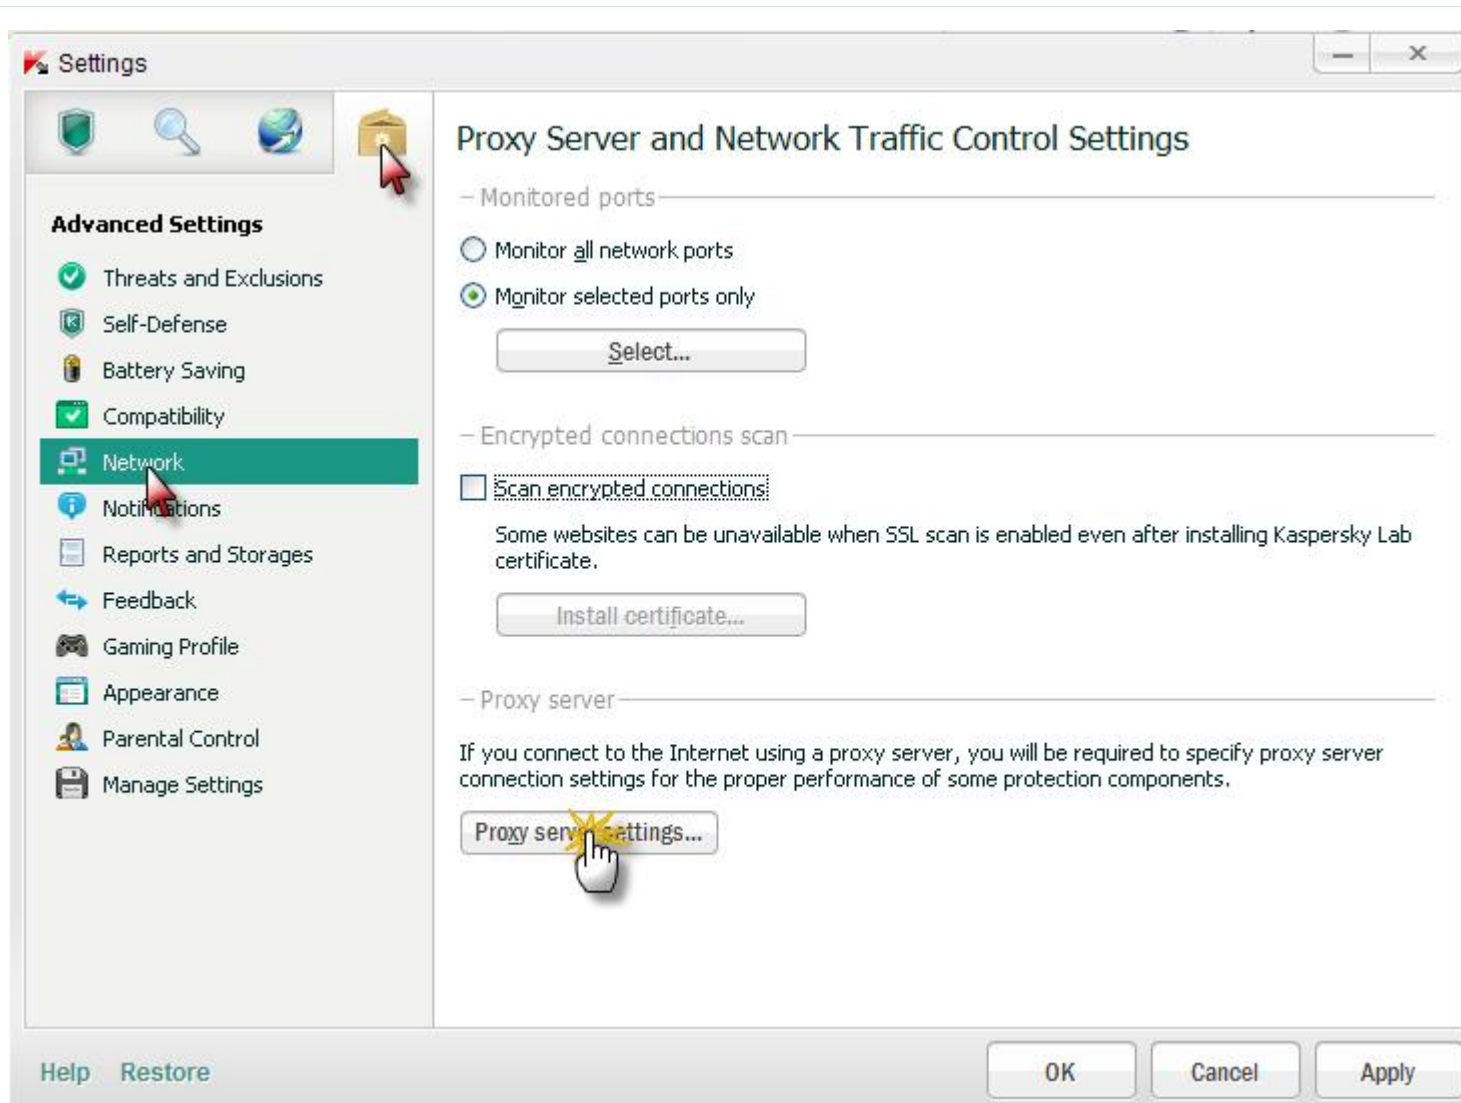 Settings
Proxy Server and Network Traffic Control Settings
Advanced Settings
Threats and Exclusions
Self-Defense
Battery Saving
Compatibility
Network
Notifications
Reports and Storages
Feedback
Gaming Profile
Appearance
Parental Control
Manage Settings
Monitored ports
Monitor all network ports
Monitor selected ports only
Select...
Encrypted connections scan
Scan encrypted connections
Some websites can be unavailable when SSL scan is enabled even after installing Kaspersky Lab
certificate.
Install certificate...
Proxy server
If you connect to the Internet using a proxy server, you will be required to specify proxy server
connection settings for the proper performance of some protection components.
Proxy server settings...
Help Restore
OK Cancel Apply